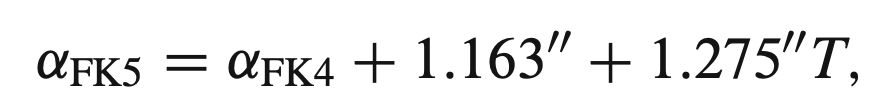 α_FK5 = α_FK4 + 1.163″ + 1.275″T,